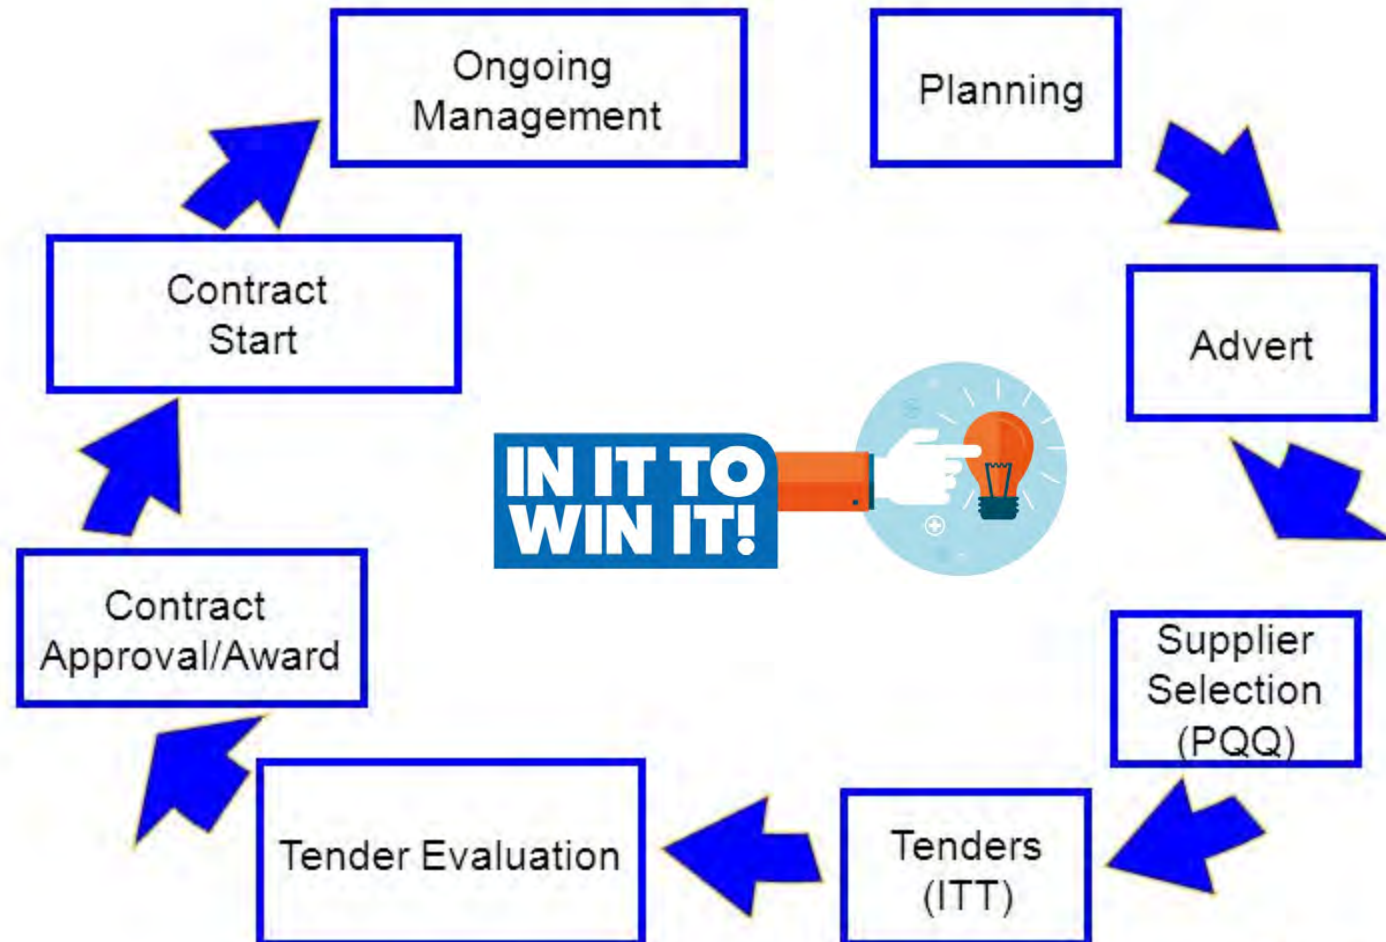 Ongoing
Management
Planning
Contract
Start
Advert
IN IT TO
WIN IT!
Contract
Approval/Award
Supplier
Selection
(PQQ)
Tender Evaluation
Tenders
(ITT)